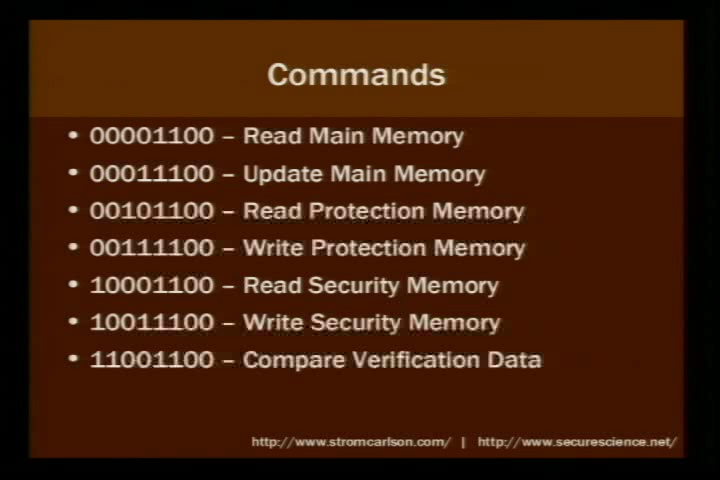 Commands
• 00001100 – Read Main Memory
• 00011100 – Update Main Memory
• 00101100 – Read Protection Memory
• 00111100 – Write Protection Memory
• 10001100 – Read Security Memory
• 10011100 – Write Security Memory
• 11001100 – Compare Verification Data
http://www.stromcarlson.com/ | http://www.securescience.net/